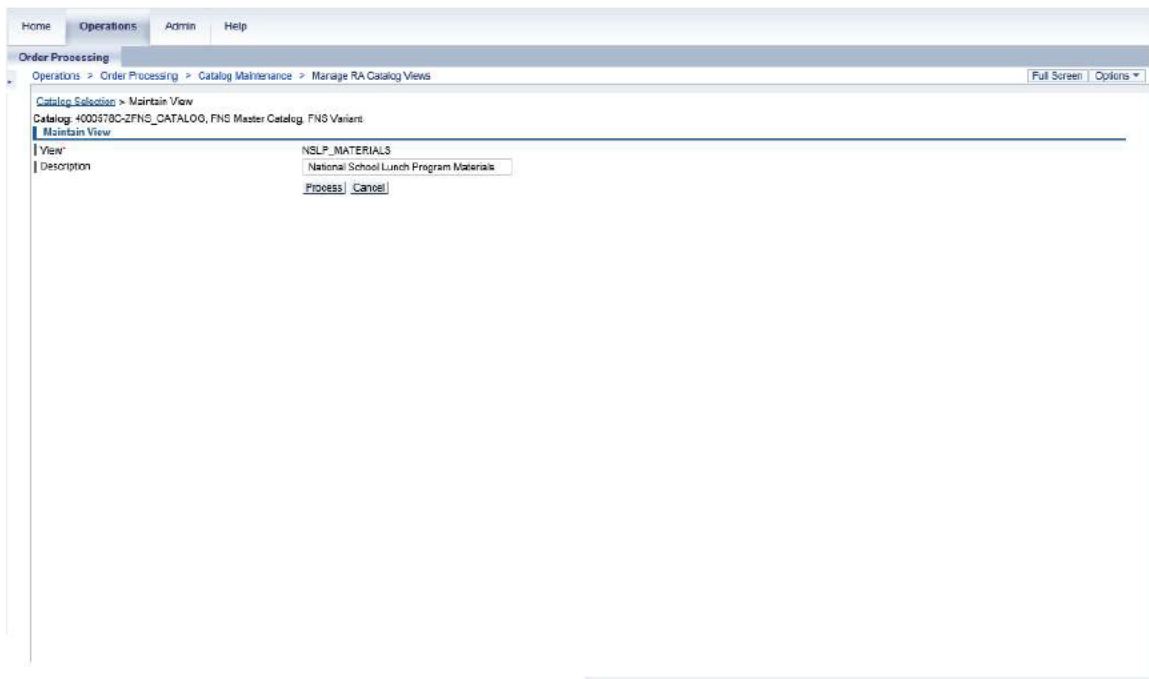 Home Operations Admin Help
Order Processing
Operations > Order Processing > Catalog Maintenance > Manage RA Catalog Views Full Screen Options
Catalog Selection > Maintain View
Catalog: 4000578C-ZFNS_CATALOG, FNS Master Catalog, FNS Variant
Maintain View
View* NSLP_MATERIALS
Description National School Lunch Program Materials
Process Cancel